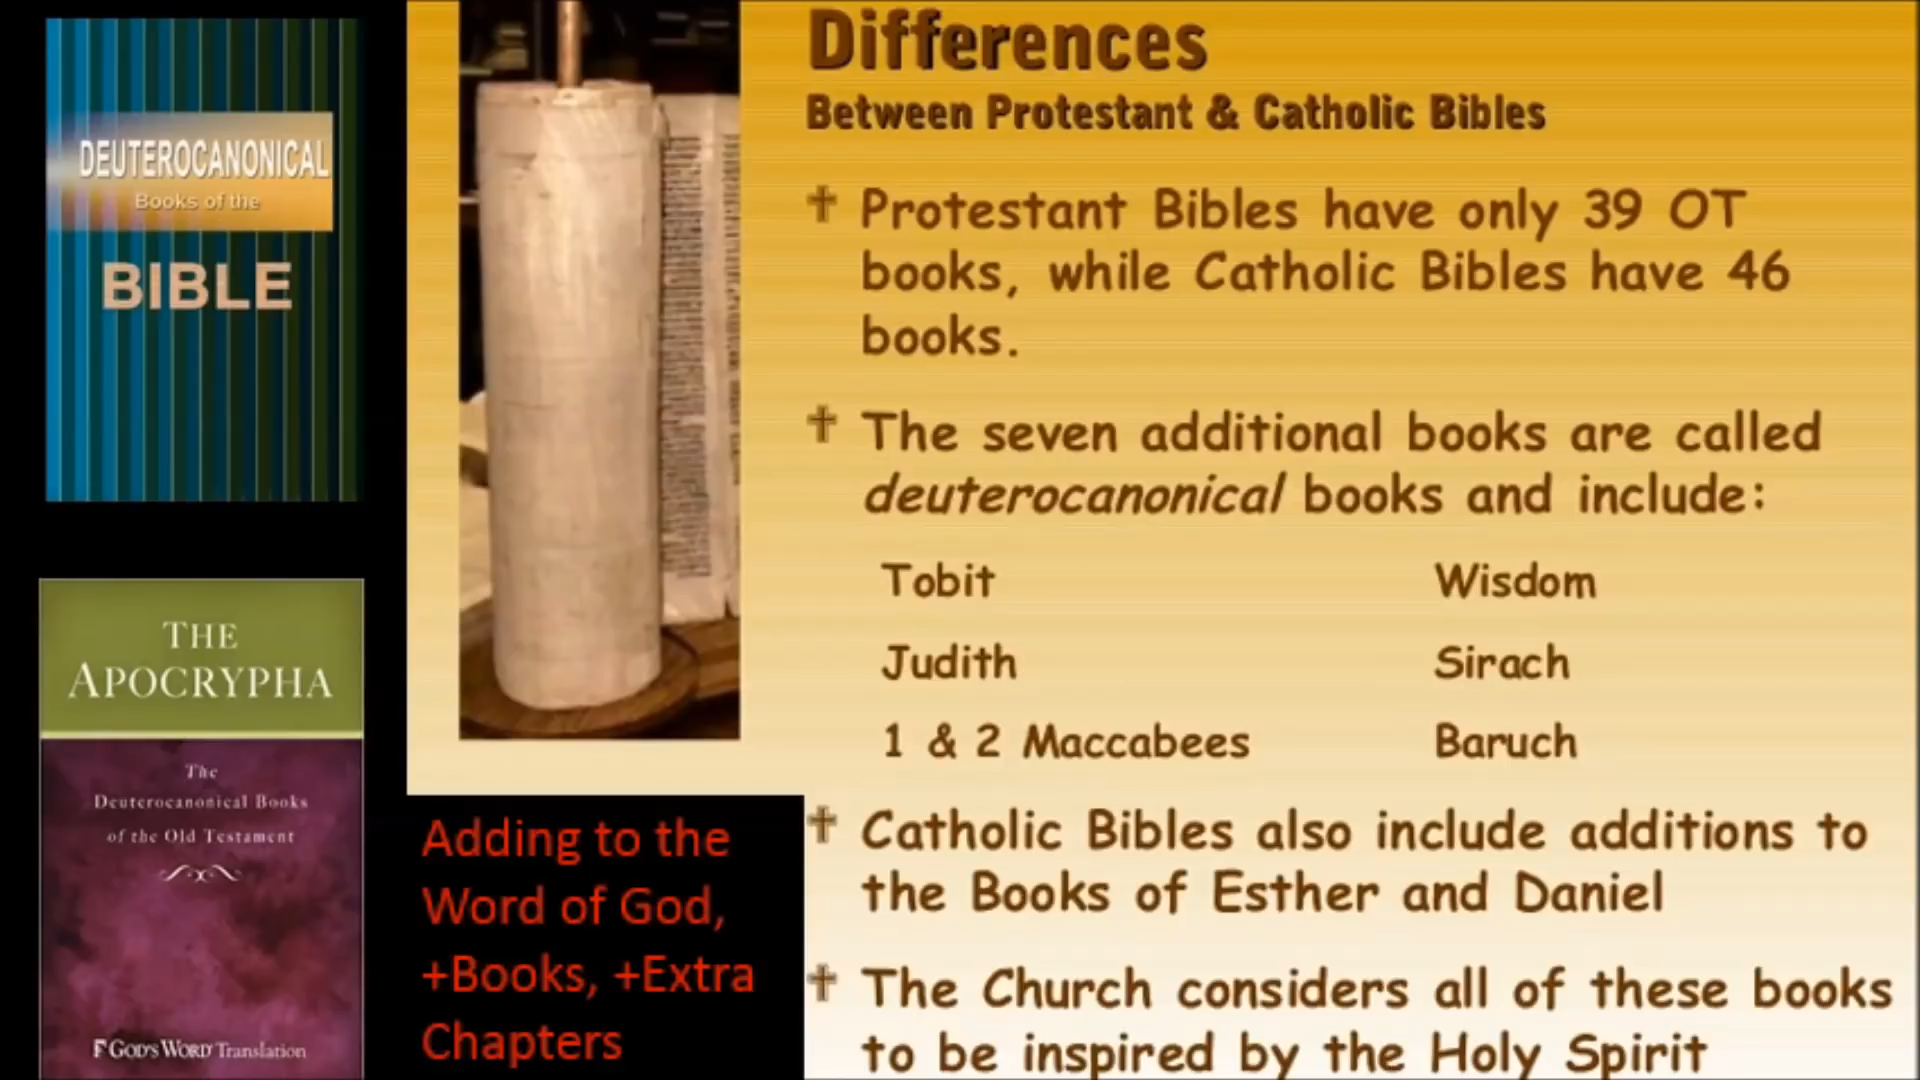 DEUTEROCANONICAL
Books of the
BIBLE
THE
APOCRYPHA
The
Deuterocanonical Books
of the Old Testament
GOD'S WORD Translation
Adding to the
Word of God,
+Books, +Extra
Chapters
Differences
Between Protestant & Catholic Bibles
✝ Protestant Bibles have only 39 OT
books, while Catholic Bibles have 46
books.
✝ The seven additional books are called
deuterocanonical books and include:
Tobit Wisdom
Judith Sirach
1 & 2 Maccabees Baruch
✝ Catholic Bibles also include additions to
the Books of Esther and Daniel
✝ The Church considers all of these books
to be inspired by the Holy Spirit